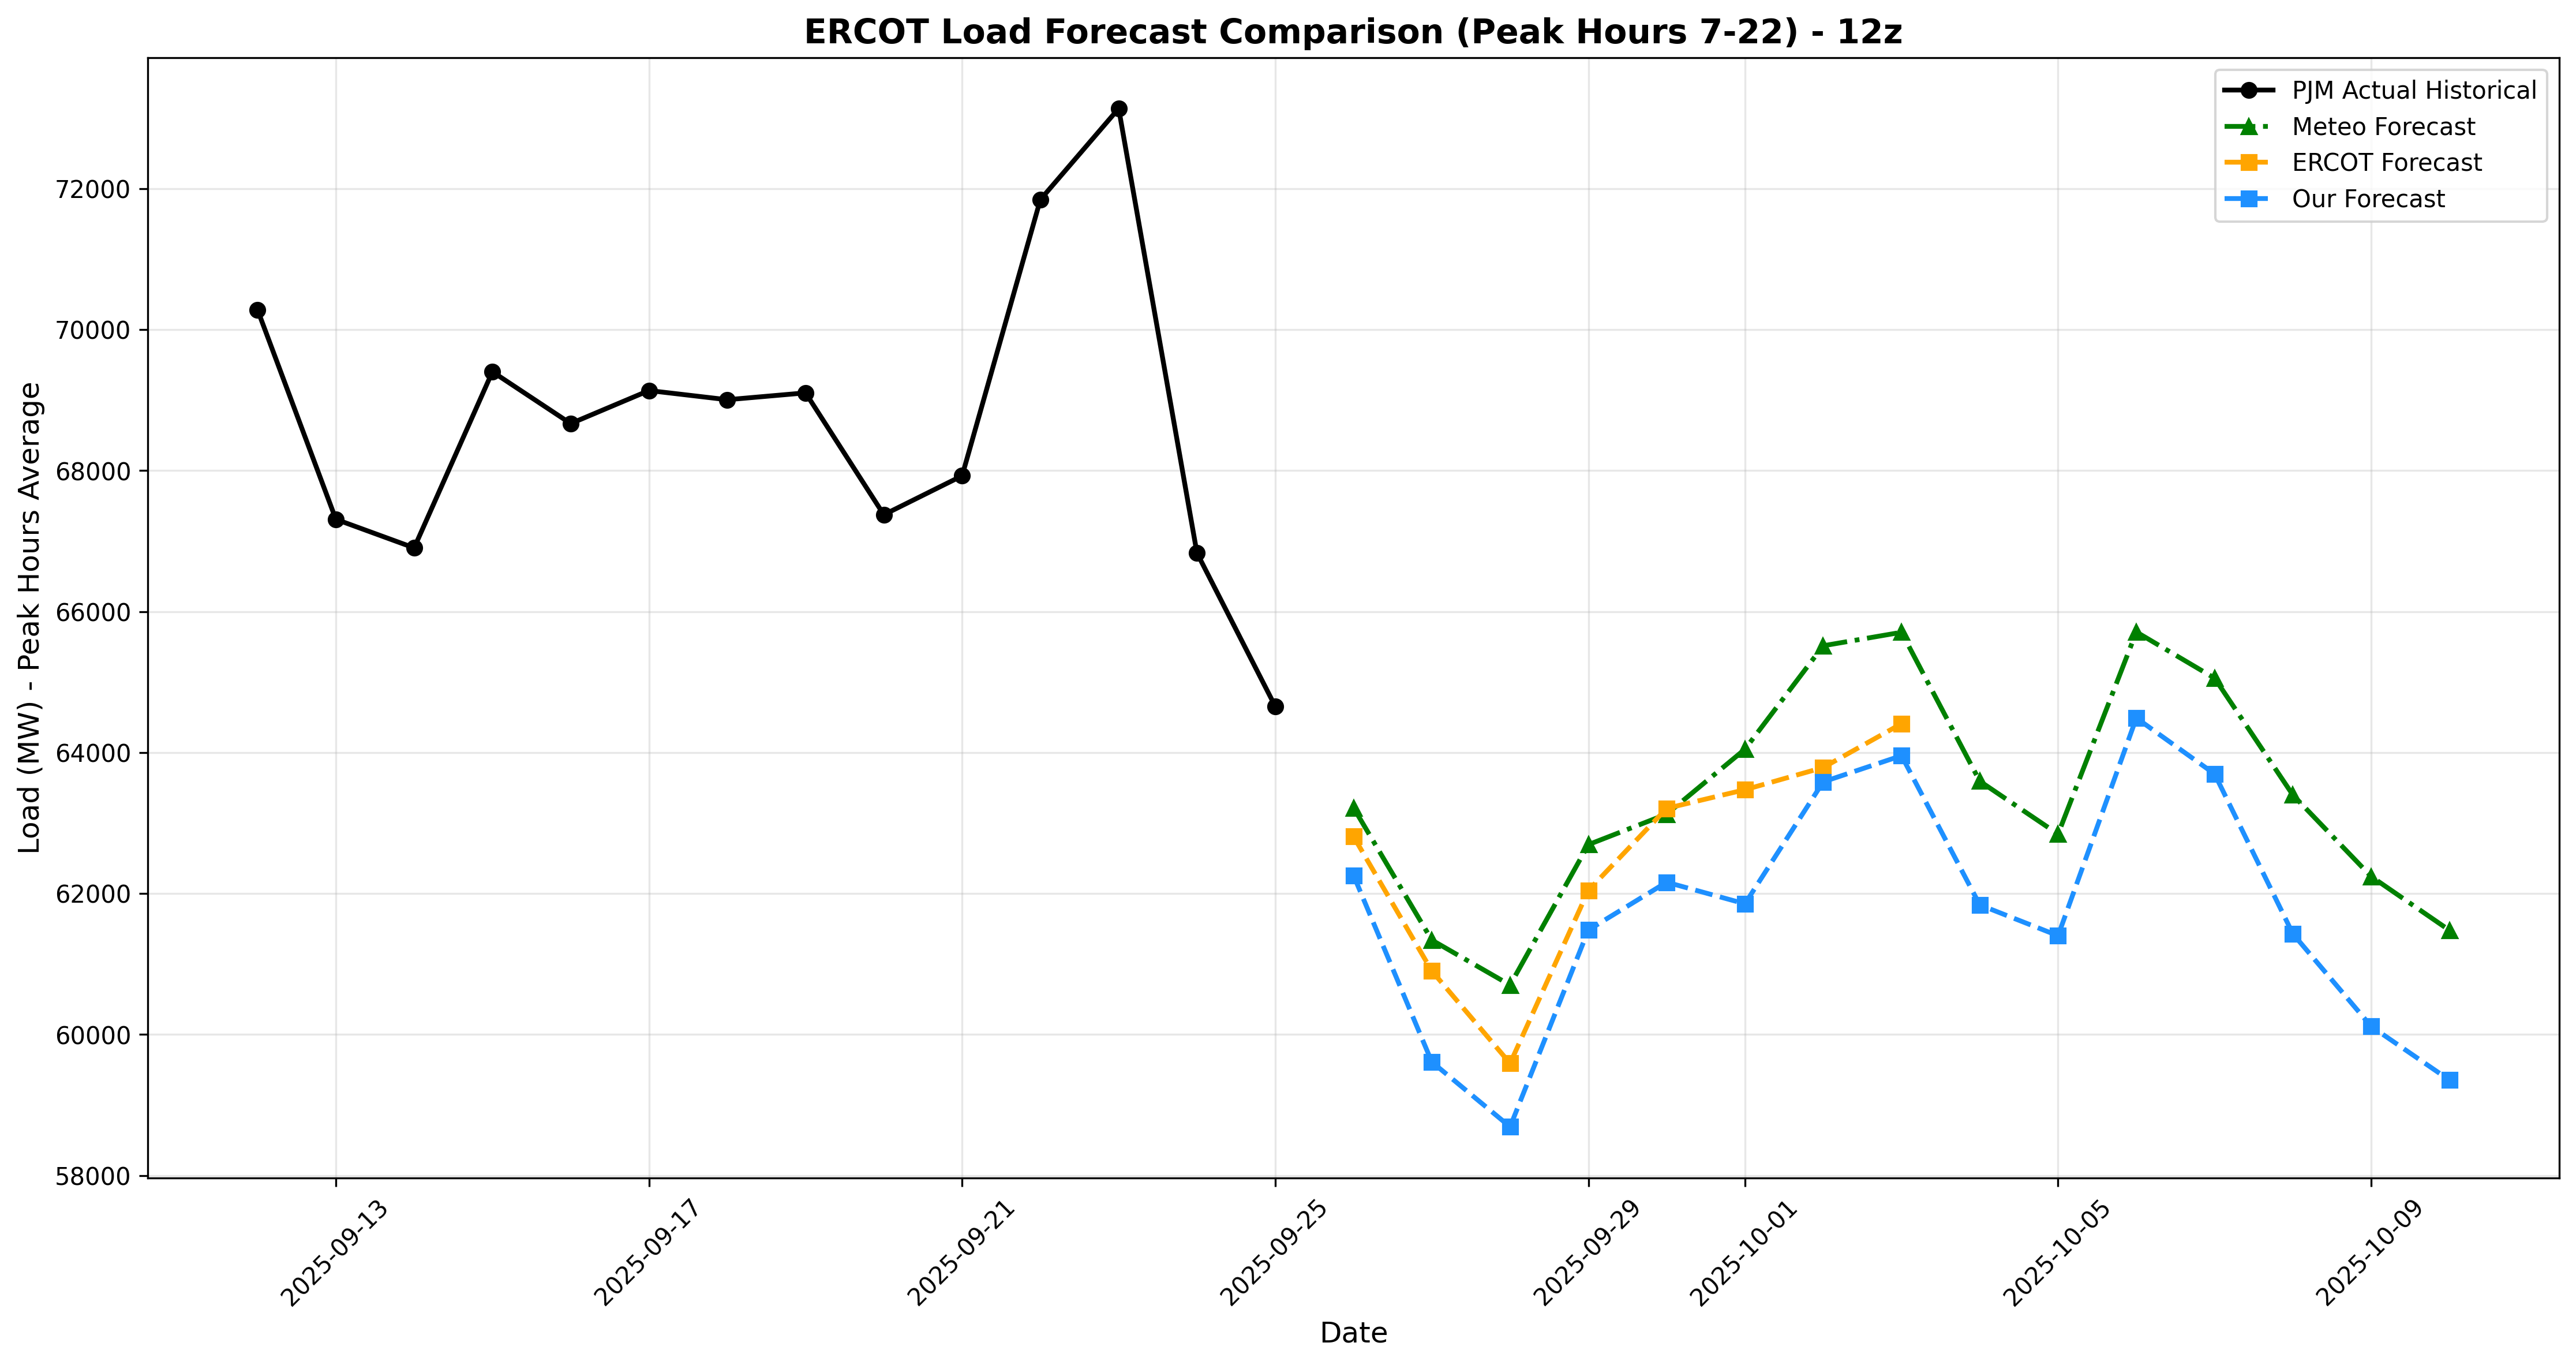 ERCOT Load Forecast Comparison (Peak Hours 7-22) - 12z
PJM Actual Historical
Meteo Forecast
ERCOT Forecast
Our Forecast
Load (MW) - Peak Hours Average
72000
70000
68000
66000
64000
62000
60000
58000
2025-09-13
2025-09-17
2025-09-21
2025-09-25
2025-09-29
2025-10-01
2025-10-05
2025-10-09
Date